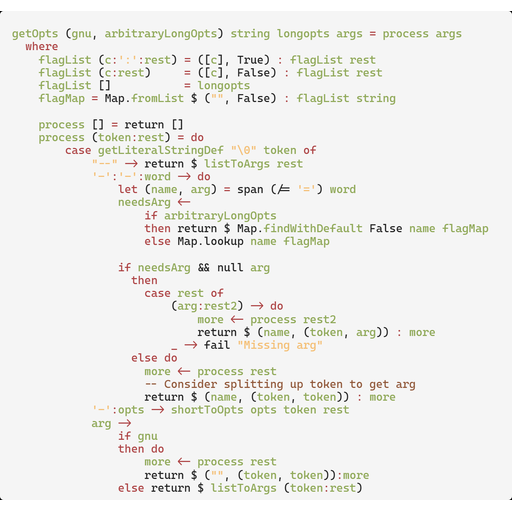 getOpts (gnu, arbitraryLongOpts) string longopts args = process args
  where
    flagList (c:':':rest) = ([c], True) : flagList rest
    flagList (c:rest)     = ([c], False) : flagList rest
    flagList []           = longopts
    flagMap = Map.fromList $ ("", False) : flagList string

    process [] = return []
    process (token:rest) = do
        case getLiteralStringDef "\0" token of
            "--" -> return $ listToArgs rest
            '-':'-':word -> do
                let (name, arg) = span (/= '=') word
                needsArg <-
                    if arbitraryLongOpts
                    then return $ Map.findWithDefault False name flagMap
                    else Map.lookup name flagMap

                if needsArg && null arg
                  then
                    case rest of
                        (arg:rest2) -> do
                            more <- process rest2
                            return $ (name, (token, arg)) : more
                        _ -> fail "Missing arg"
                  else do
                    more <- process rest
                    -- Consider splitting up token to get arg
                    return $ (name, (token, token)) : more
            '-':opts -> shortToOpts opts token rest
            arg ->
                if gnu
                then do
                    more <- process rest
                    return $ ("", (token, token)):more
                else return $ listToArgs (token:rest)